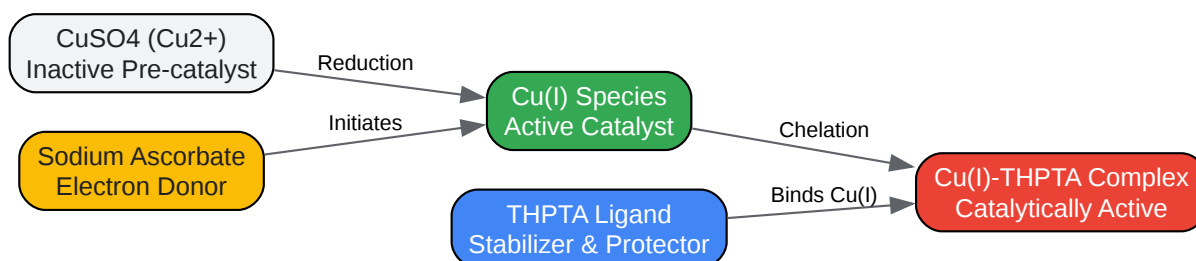 CuSO4 (Cu2+)
Inactive Pre-catalyst
Reduction
Sodium Ascorbate
Electron Donor
Initiates
Cu(I) Species
Active Catalyst
Chelation
THPTA Ligand
Stabilizer & Protector
Binds Cu(I)
Cu(I)-THPTA Complex
Catalytically Active